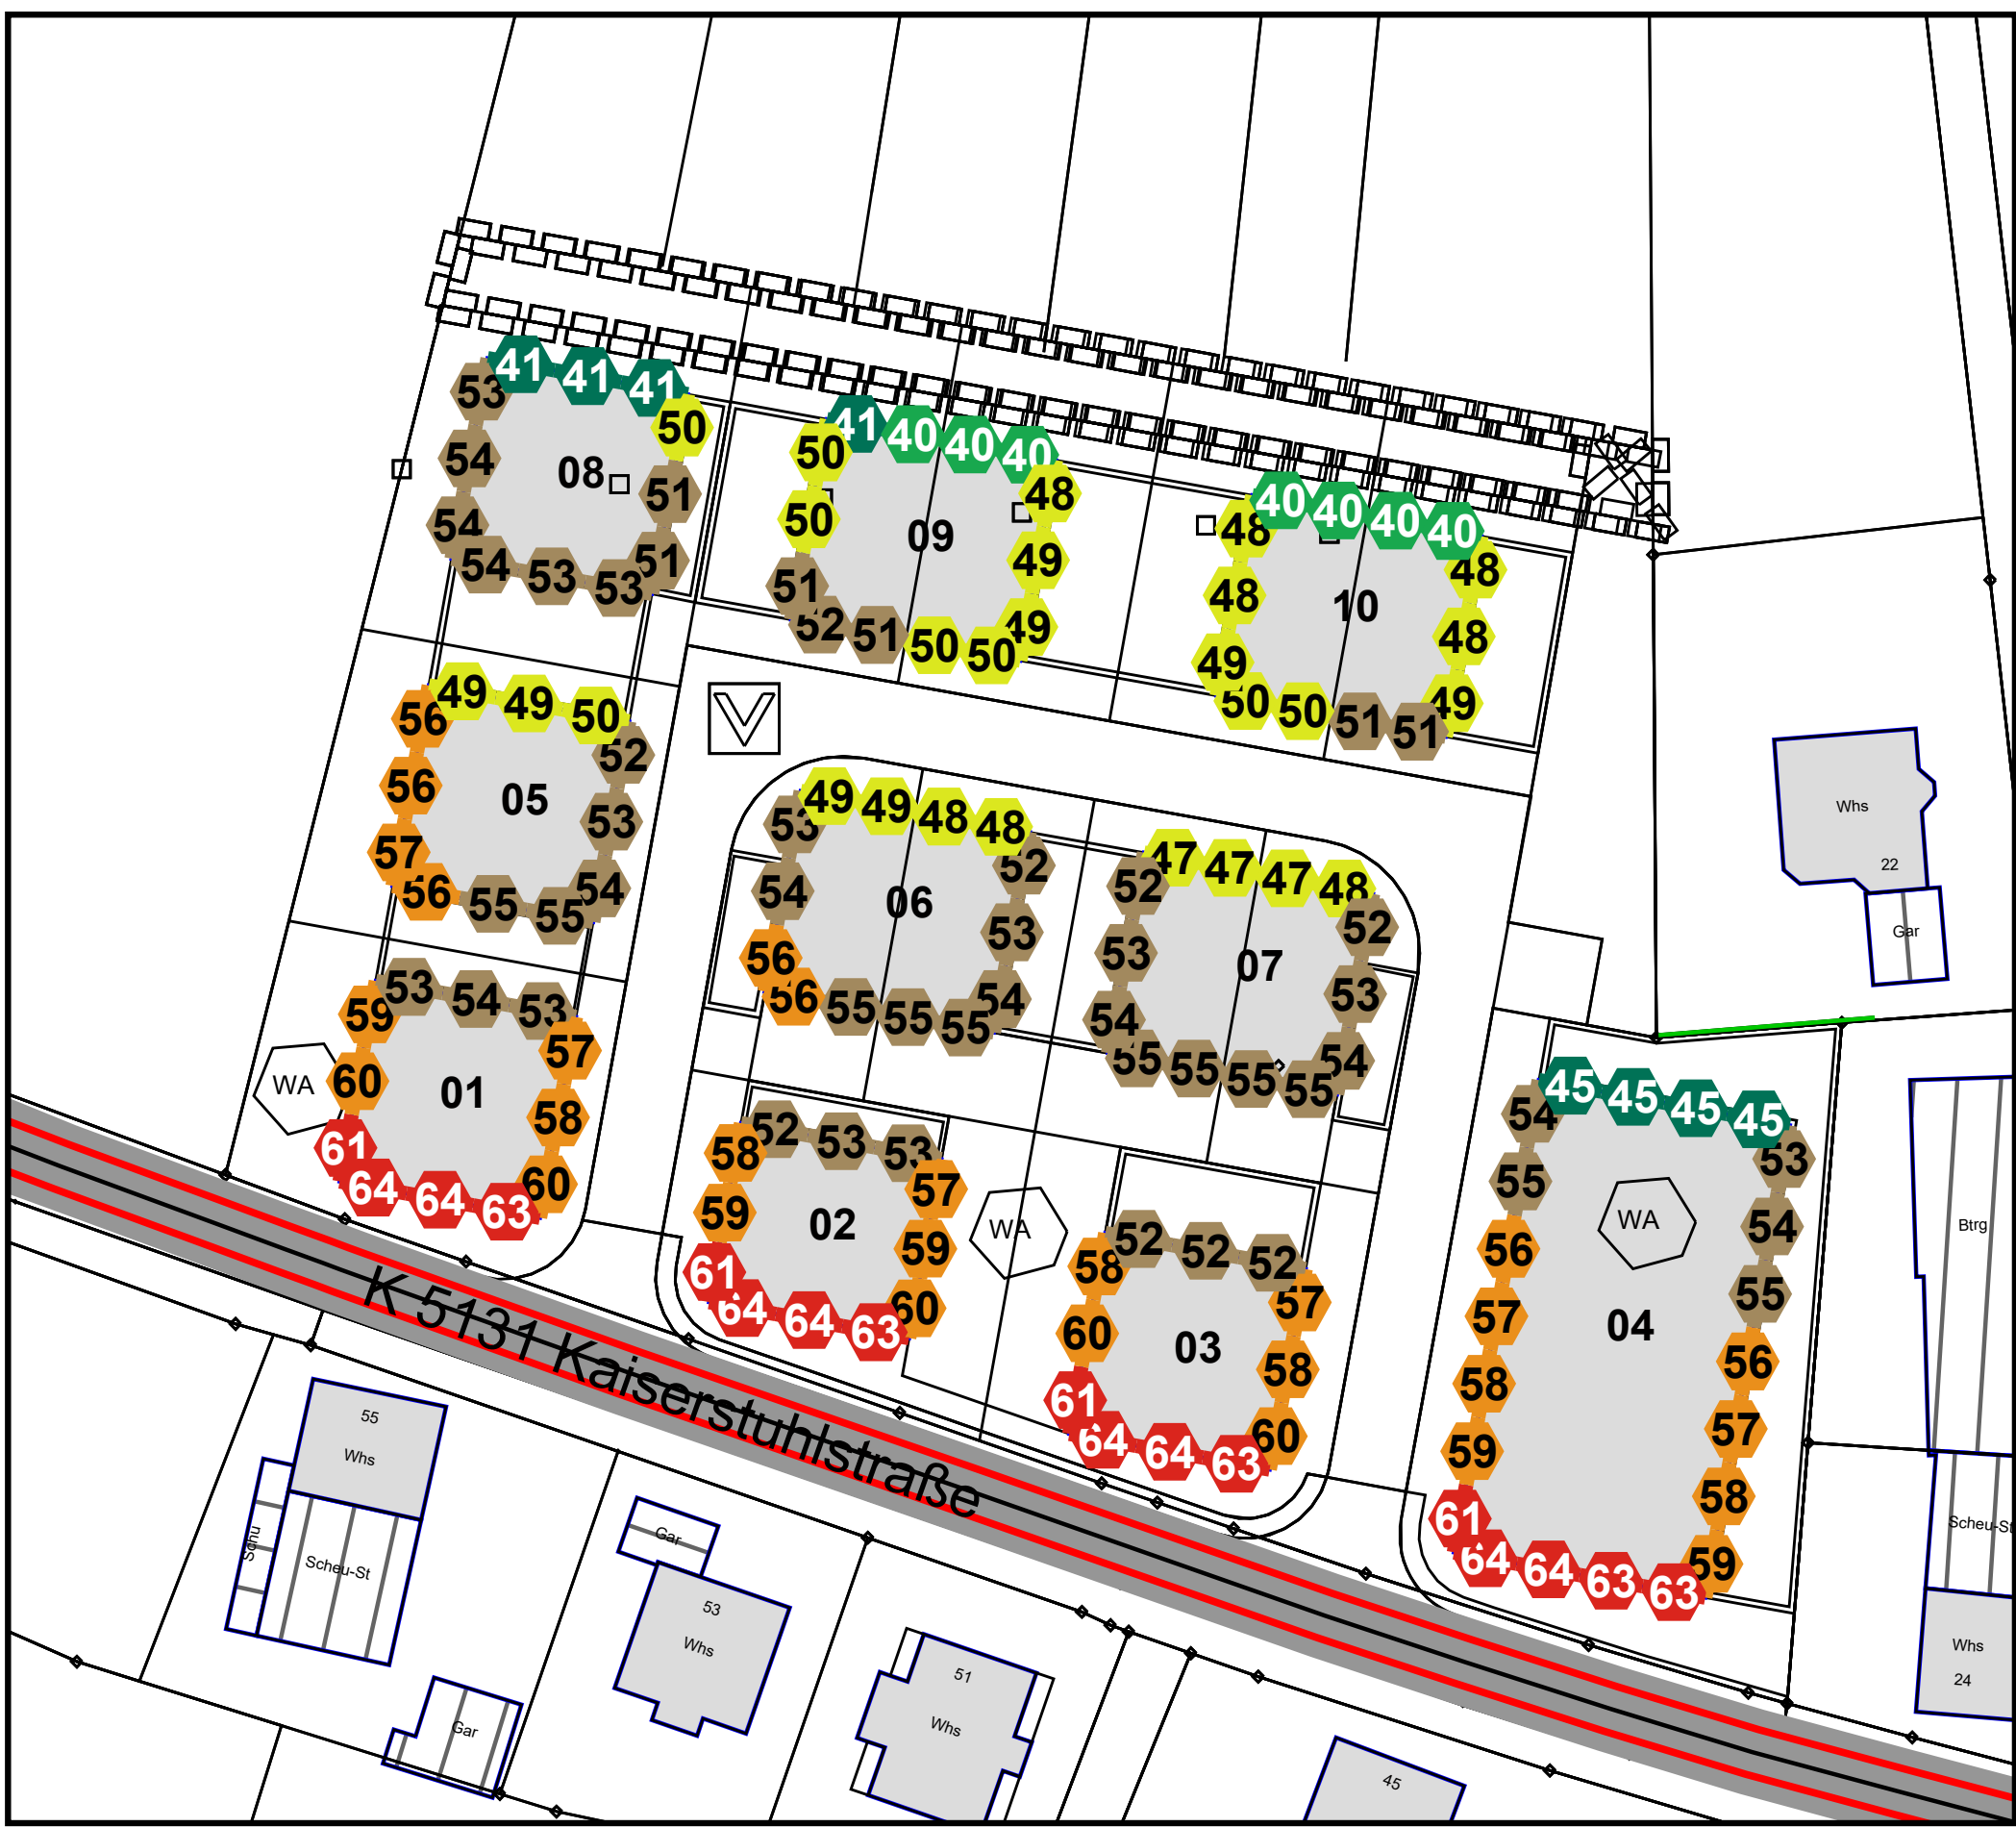 41 41 41
53 50
54 08 51
54 51
54 53 53
41 40 40 40
50 48
50 09 49
51 49
52 51 50 50
40 40 40 40
48 48
48 10 48
49 49
50 50 51 51
49 49 50
56 52
56 05 53
57 54
56 55 55
49 49 48 48
53 52
54 06 53
56 54
56 55 55 55
47 47 47 48
52 52
53 07 53
54 54
55 55 55 55
Whs
22
Gar
53 54 53
59 57
WA
60 01 58
61 60
64 64 63
52 53 53
58 57
59 02 59
61 60
64 64 63
WA
52 52 52
58 57
60 03 58
61 60
64 64 63
45 45 45 45
54 53
55 WA 54
56 55
57 04 56
58 57
59 58
61 59
64 64 63 63
Btrg
Scheu-St
Whs
24
K 5131 Kaiserstuhlstraße
55
Whs
Schu
Scheu-St
Gar
Gar
53
Whs
51
Whs
45